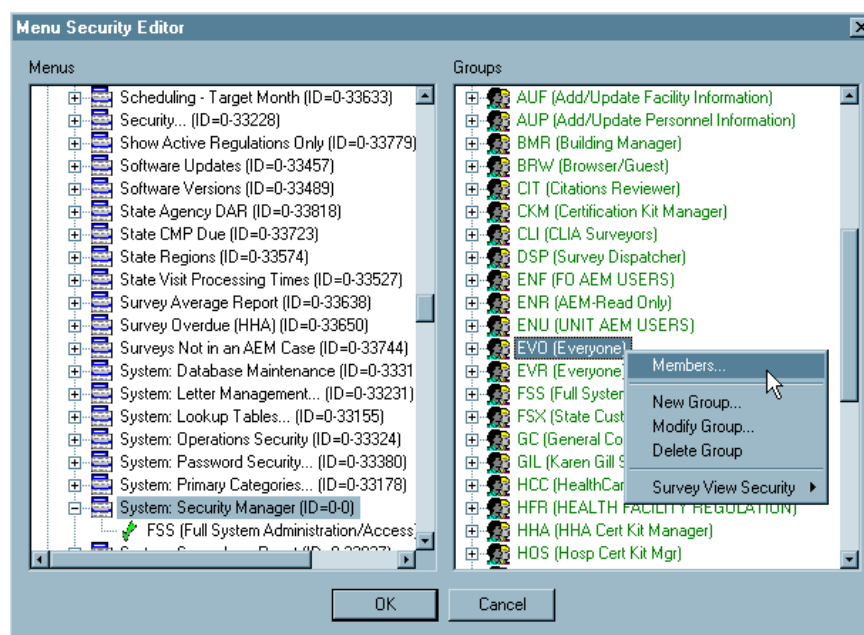 Menu Security Editor
Menus
Scheduling - Target Month (ID=0-33633)
Security... (ID=0-33228)
Show Active Regulations Only (ID=0-33779)
Software Updates (ID=0-33457)
Software Versions (ID=0-33489)
State Agency DAR (ID=0-33818)
State CMP Due (ID=0-33723)
State Regions (ID=0-33574)
State Visit Processing Times (ID=0-33527)
Survey Average Report (ID=0-33638)
Survey Overdue (HHA) (ID=0-33650)
Surveys Not in an AEM Case (ID=0-33744)
System: Database Maintenance (ID=0-3331
System: Letter Management... (ID=0-33231)
System: Lookup Tables... (ID=0-33155)
System: Operations Security (ID=0-33324)
System: Password Security... (ID=0-33380)
System: Primary Categories... (ID=0-33178)
System: Security Manager (ID=0-0)
FSS (Full System Administration/Access)
Groups
AUF (Add/Update Facility Information)
AUP (Add/Update Personnel Information)
BMR (Building Manager)
BRW (Browser/Guest)
CIT (Citations Reviewer)
CKM (Certification Kit Manager)
CLI (CLIA Surveyors)
DSP (Survey Dispatcher)
ENF (FO AEM USERS)
ENR (AEM-Read Only)
ENU (UNIT AEM USERS)
EVO (Everyone)
EVR (Everyone
FSS (Full System
FSX (State Cust
GC (General Co
GIL (Karen Gill S
HCC (HealthCar
HFR (HEALTH FACILITY REGULATION)
HHA (HHA Cert Kit Manager)
HOS (Hosp Cert Kit Mgr)
Members...
New Group...
Modify Group...
Delete Group
Survey View Security
OK
Cancel